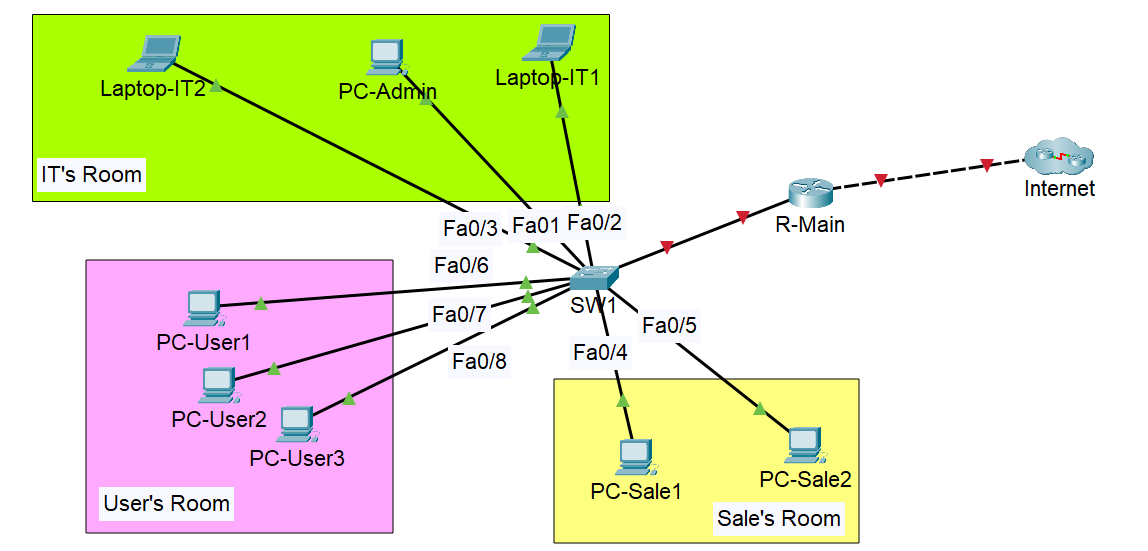 Laptop-IT2
PC-Admin
Laptop-IT1
IT's Room
Internet
R-Main
Fa0/3
Fa01
Fa0/2
Fa0/6
SW1
Fa0/7
Fa0/5
Fa0/8
Fa0/4
PC-User1
PC-User2
PC-User3
User's Room
PC-Sale1
PC-Sale2
Sale's Room